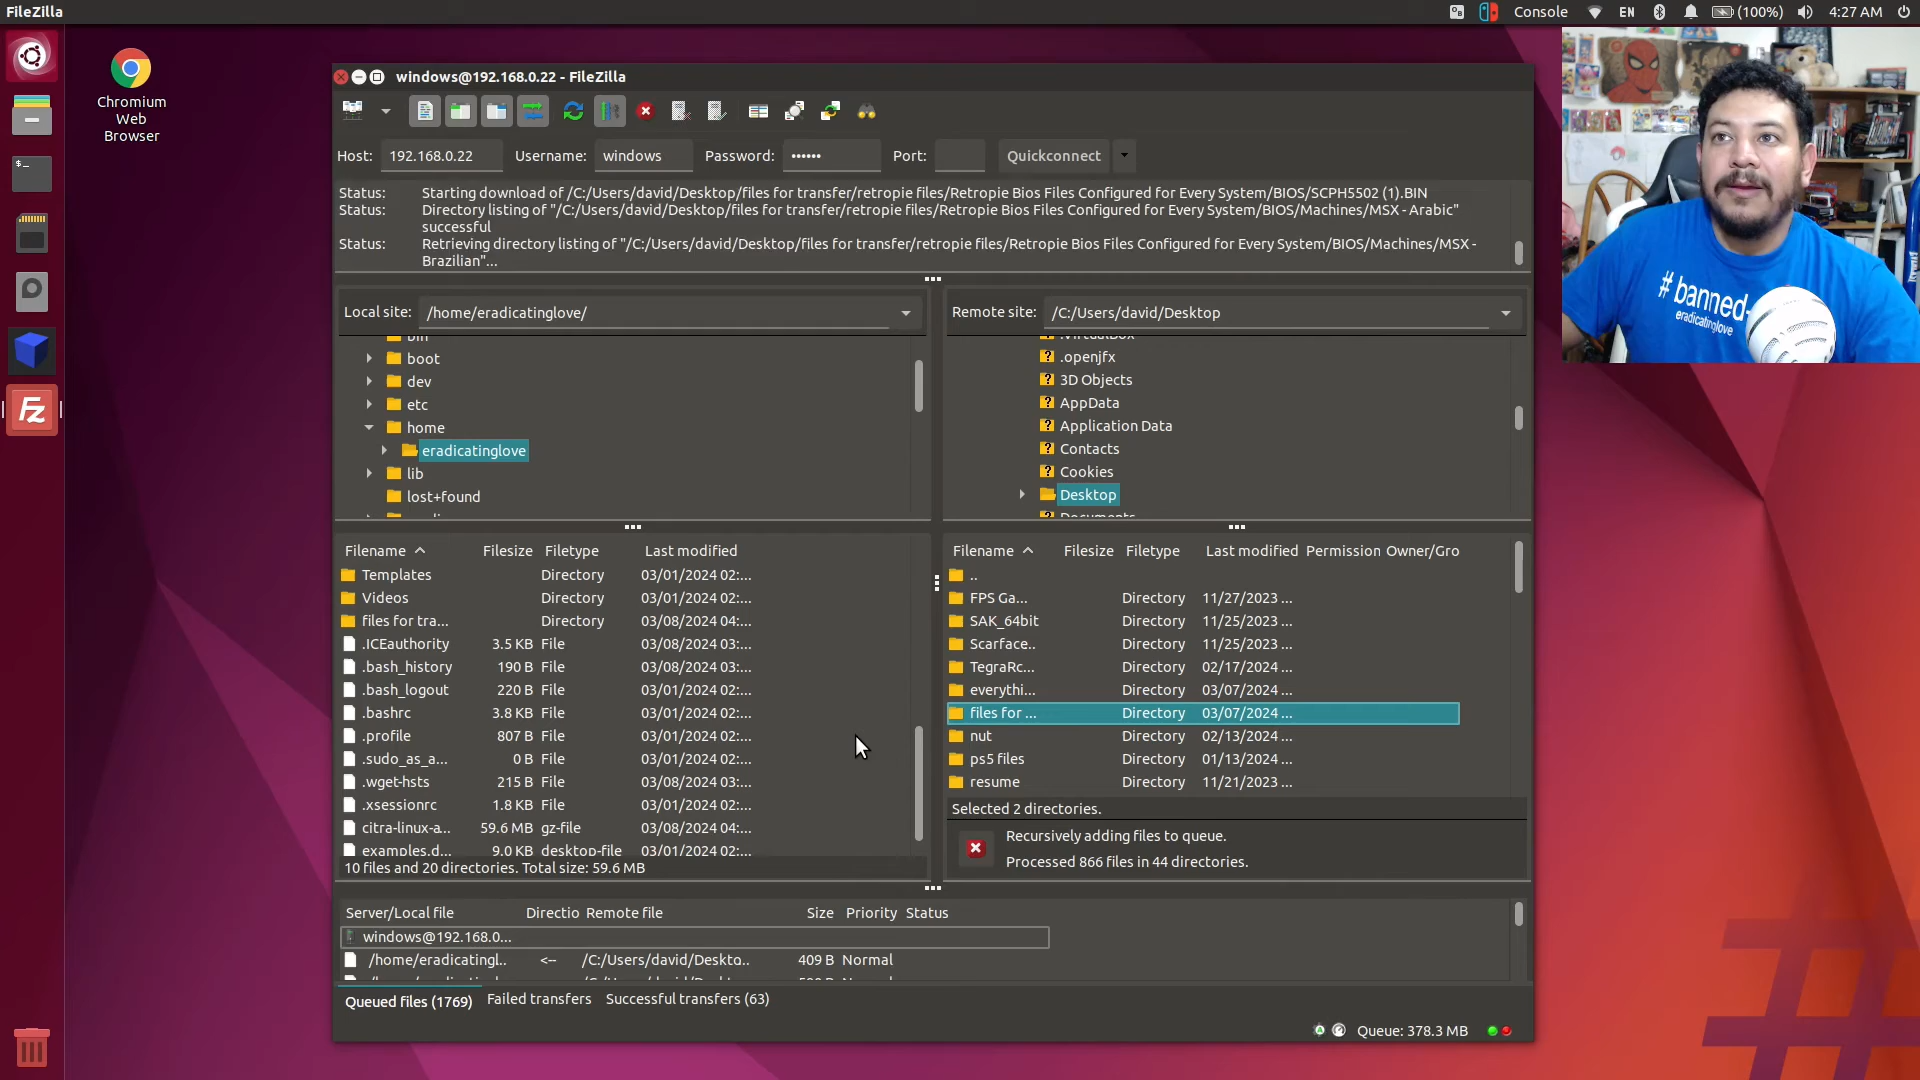 FileZilla
Console EN (100%) 4:27 AM
Chromium
Web
Browser
windows@192.168.0.22 - FileZilla
Host: 192.168.0.22 Username: windows Password: •••••• Port: Quickconnect
Status: Starting download of /C:/Users/david/Desktop/files for transfer/retropie files/Retropie Bios Files Configured for Every System/BIOS/SCPH5502 (1).BIN
Status: Directory listing of "/C:/Users/david/Desktop/files for transfer/retropie files/Retropie Bios Files Configured for Every System/BIOS/Machines/MSX - Arabic"
successful
Status: Retrieving directory listing of "/C:/Users/david/Desktop/files for transfer/retropie files/Retropie Bios Files Configured for Every System/BIOS/Machines/MSX -
Brazilian"...
# banned-
eradicatinglove
Local site: /home/eradicatinglove/
bin
boot
dev
etc
home
eradicatinglove
lib
lost+found
Remote site: /C:/Users/david/Desktop
.VirtualBox
.openjfx
3D Objects
AppData
Application Data
Contacts
Cookies
Desktop
Documents
Filename Filesize Filetype Last modified
Templates Directory 03/01/2024 02:...
Videos Directory 03/01/2024 02:...
files for tra... Directory 03/08/2024 04:...
.ICEauthority 3.5 KB File 03/08/2024 03:...
.bash_history 190 B File 03/08/2024 03:...
.bash_logout 220 B File 03/01/2024 02:...
.bashrc 3.8 KB File 03/01/2024 02:...
.profile 807 B File 03/01/2024 02:...
.sudo_as_a... 0 B File 03/01/2024 02:...
.wget-hsts 215 B File 03/08/2024 03:...
.xsessionrc 1.8 KB File 03/01/2024 02:...
citra-linux-a... 59.6 MB gz-file 03/08/2024 04:...
examples.d... 9.0 KB desktop-file 03/01/2024 02:...
10 files and 20 directories. Total size: 59.6 MB
Filename Filesize Filetype Last modified Permission Owner/Gro
..
FPS Ga... Directory 11/27/2023 ...
SAK_64bit Directory 11/25/2023 ...
Scarface.. Directory 11/25/2023 ...
TegraRc... Directory 02/17/2024 ...
everythi... Directory 03/07/2024 ...
files for ... Directory 03/07/2024 ...
nut Directory 02/13/2024 ...
ps5 files Directory 01/13/2024 ...
resume Directory 11/21/2023 ...
Selected 2 directories.
Recursively adding files to queue.
Processed 866 files in 44 directories.
Server/Local file Directio Remote file Size Priority Status
windows@192.168.0...
/home/eradicatingl.. <-- /C:/Users/david/Deskto.. 409 B Normal
Queued files (1769) Failed transfers Successful transfers (63)
Queue: 378.3 MB
#